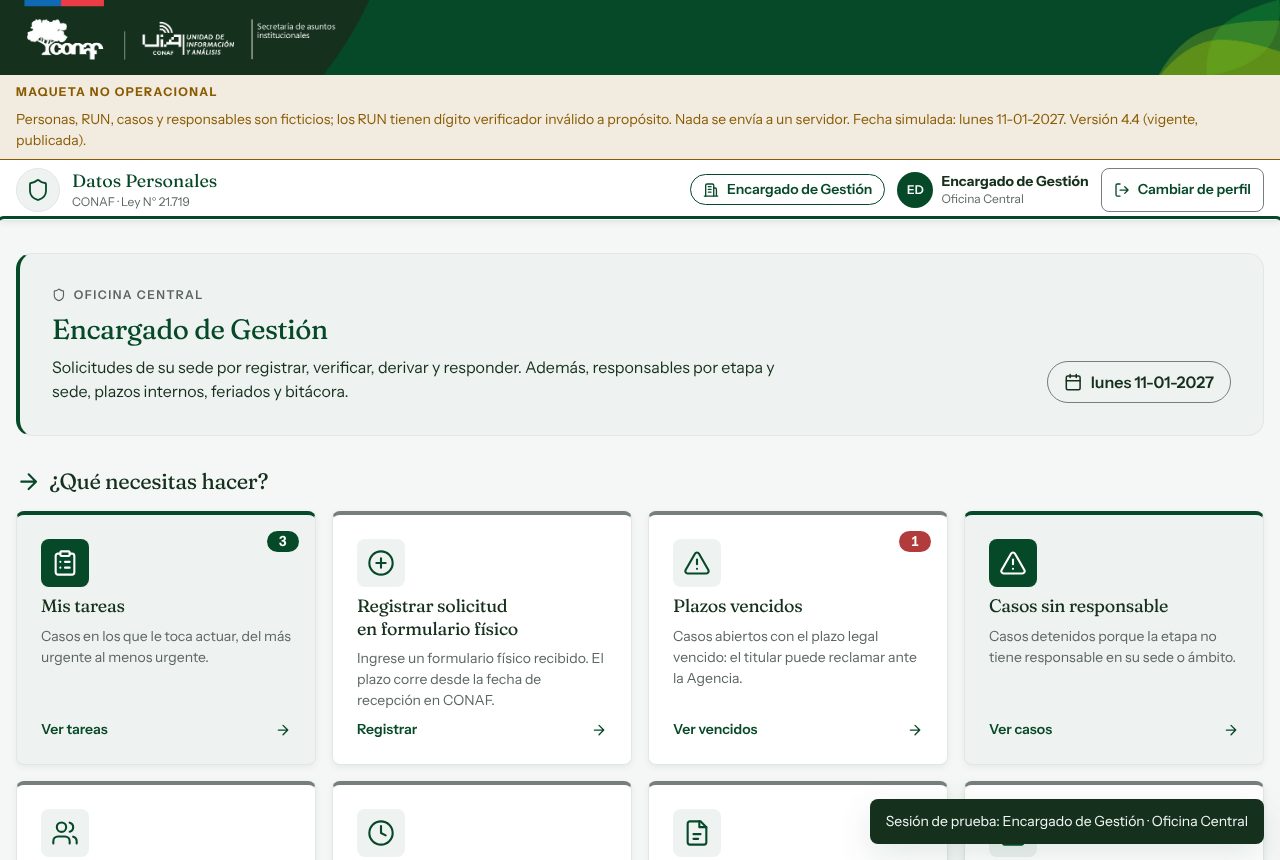 Conaf
UIA
CONAF
UNIDAD DE
INFORMACIÓN
Y ANÁLISIS
Secretaría de asuntos
institucionales
MAQUETA NO OPERACIONAL
Personas, RUN, casos y responsables son ficticios; los RUN tienen dígito verificador inválido a propósito. Nada se envía a un servidor. Fecha simulada: lunes 11-01-2027. Versión 4.4 (vigente,
publicada).
Datos Personales
CONAF · Ley N° 21.719
Encargado de Gestión
ED
Encargado de Gestión
Oficina Central
Cambiar de perfil
OFICINA CENTRAL
Encargado de Gestión
Solicitudes de su sede por registrar, verificar, derivar y responder. Además, responsables por etapa y
sede, plazos internos, feriados y bitácora.
lunes 11-01-2027
¿Qué necesitas hacer?
3
Mis tareas
Casos en los que le toca actuar, del más
urgente al menos urgente.
Ver tareas
Registrar solicitud
en formulario físico
Ingrese un formulario físico recibido. El
plazo corre desde la fecha de
recepción en CONAF.
Registrar
1
Plazos vencidos
Casos abiertos con el plazo legal
vencido: el titular puede reclamar ante
la Agencia.
Ver vencidos
Casos sin responsable
Casos detenidos porque la etapa no
tiene responsable en su sede o ámbito.
Ver casos
Sesión de prueba: Encargado de Gestión · Oficina Central